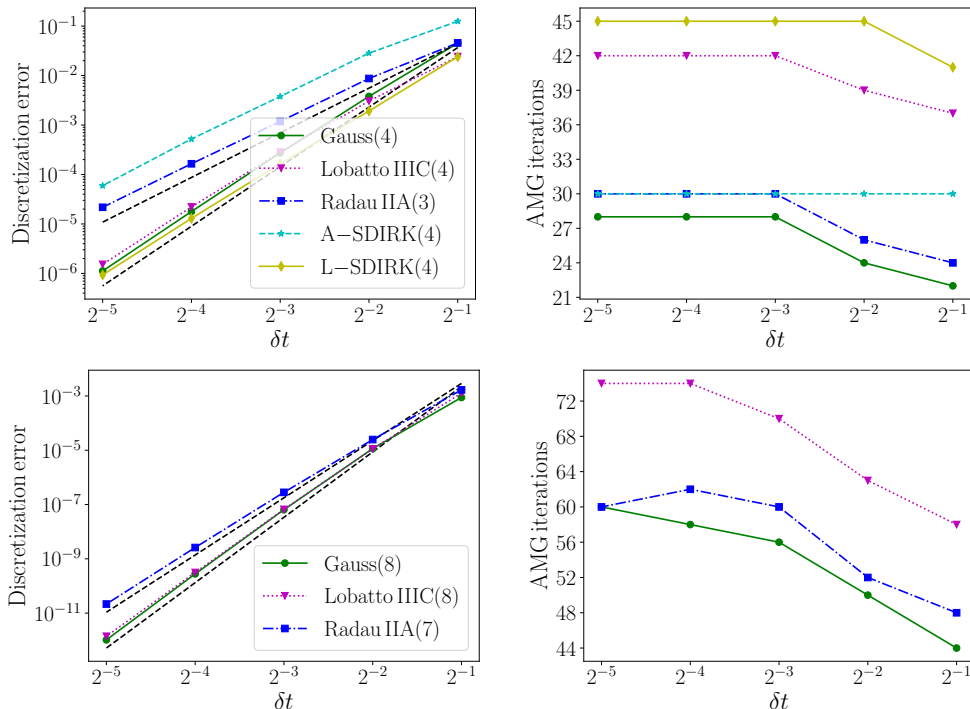 Discretization error
10⁻¹
10⁻²
10⁻³
10⁻⁴
10⁻⁵
10⁻⁶
Gauss(4)
Lobatto IIIC(4)
Radau IIA(3)
A−SDIRK(4)
L−SDIRK(4)
2⁻⁵ 2⁻⁴ 2⁻³ 2⁻² 2⁻¹
δt
AMG iterations
45
42
39
36
33
30
27
24
21
2⁻⁵ 2⁻⁴ 2⁻³ 2⁻² 2⁻¹
δt
Discretization error
10⁻³
10⁻⁵
10⁻⁷
10⁻⁹
10⁻¹¹
Gauss(8)
Lobatto IIIC(8)
Radau IIA(7)
2⁻⁵ 2⁻⁴ 2⁻³ 2⁻² 2⁻¹
δt
AMG iterations
72
68
64
60
56
52
48
44
2⁻⁵ 2⁻⁴ 2⁻³ 2⁻² 2⁻¹
δt